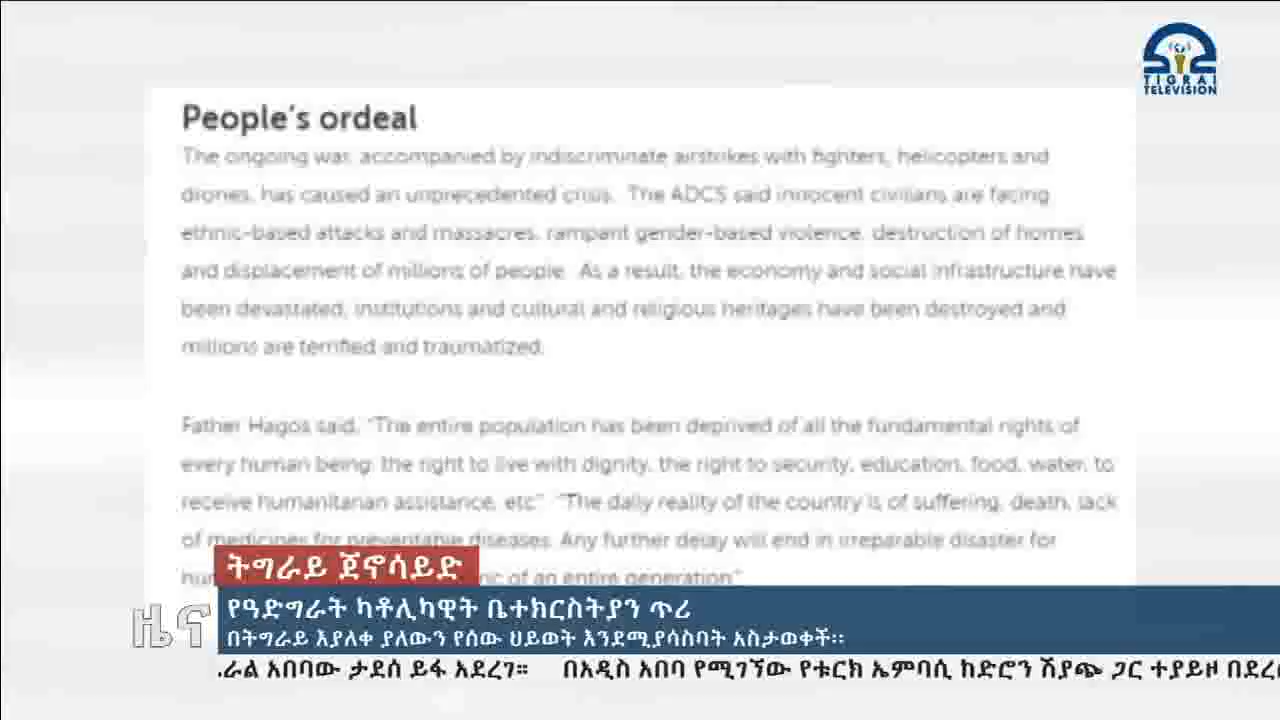 TIGRAI
TELEVISION
People's ordeal
The ongoing war, accompanied by indiscriminate airstrikes with fighters, helicopters and
drones, has caused an unprecedented crisis. The ADCS said innocent civilians are facing
ethnic-based attacks and massacres, rampant gender-based violence, destruction of homes
and displacement of millions of people. As a result, the economy and social infrastructure have
been devastated, institutions and cultural and religious heritages have been destroyed and
millions are terrified and traumatized.
Father Hagos said, "The entire population has been deprived of all the fundamental rights of
every human being: the right to live with dignity, the right to security, education, food, water, to
receive humanitarian assistance, etc". "The daily reality of the country is of suffering, death, lack
of medicines for preventable diseases. Any further delay will end in irreparable disaster for
of an entire generation"
ትግራይ ጀኖሳይድ
ዜና
የዓድግራት ካቶሊካዊት ቤተክርስትያን ጥሪ
በትግራይ እያለቀ ያለውን የሰው ህይወት እንደሚያሳስባት አስታወቀች፡፡
.ራል አበባው ታደሰ ይፋ አደረገ። በአዲስ አበባ የሚገኘው የቱርክ ኤምባሲ ከድሮን ሽያጭ ጋር ተያይዞ በደረ